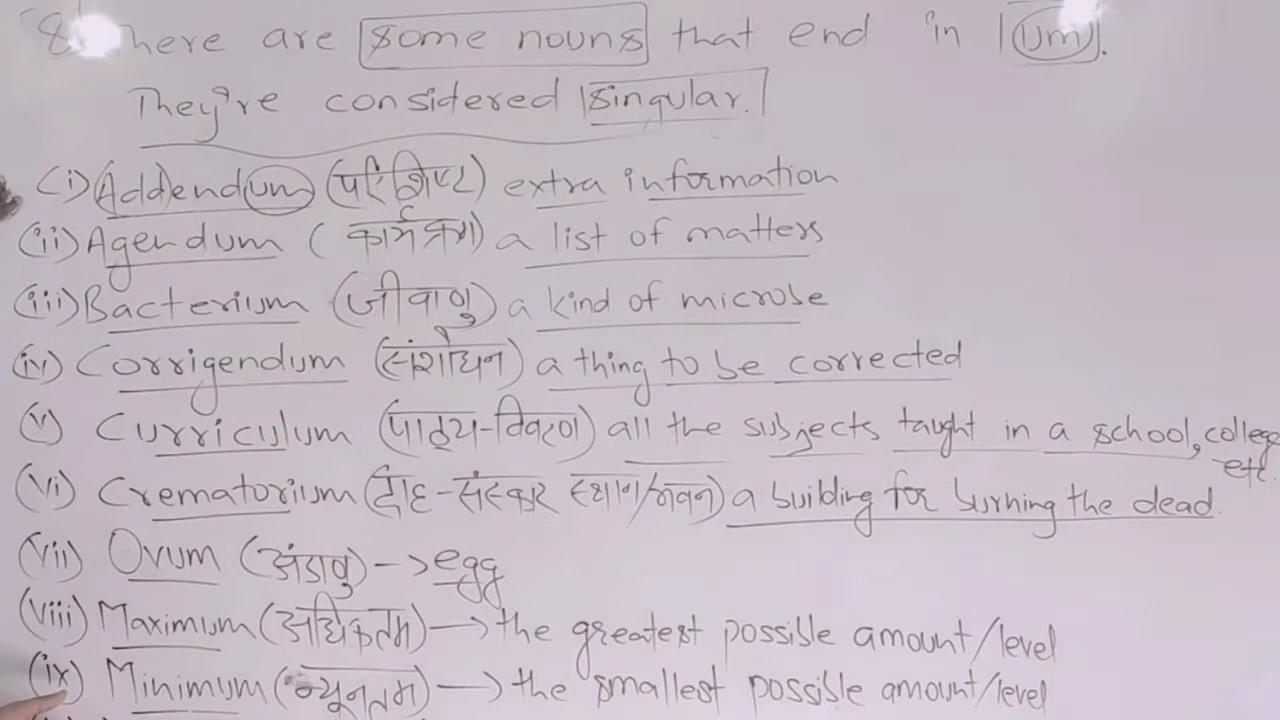 8. There are some nouns that end in um.
They're considered singular.
(i) Addendum (परिशिष्ट) extra information
(ii) Agendum (कार्यक्रम) a list of matters
(iii) Bacterium (जीवाणु) a kind of microbe
(iv) Corrigendum (संशोधन) a thing to be corrected
(v) Curriculum (पाठ्य-विवरण) all the subjects taught in a school, college etc.
(vi) Crematorium (दाह-संस्कार स्थान/भवन) a building for burning the dead.
(vii) Ovum (अंडाणु) -> egg
(viii) Maximum (अधिकतम) -> the greatest possible amount/level
(ix) Minimum (न्यूनतम) -> the smallest possible amount/level